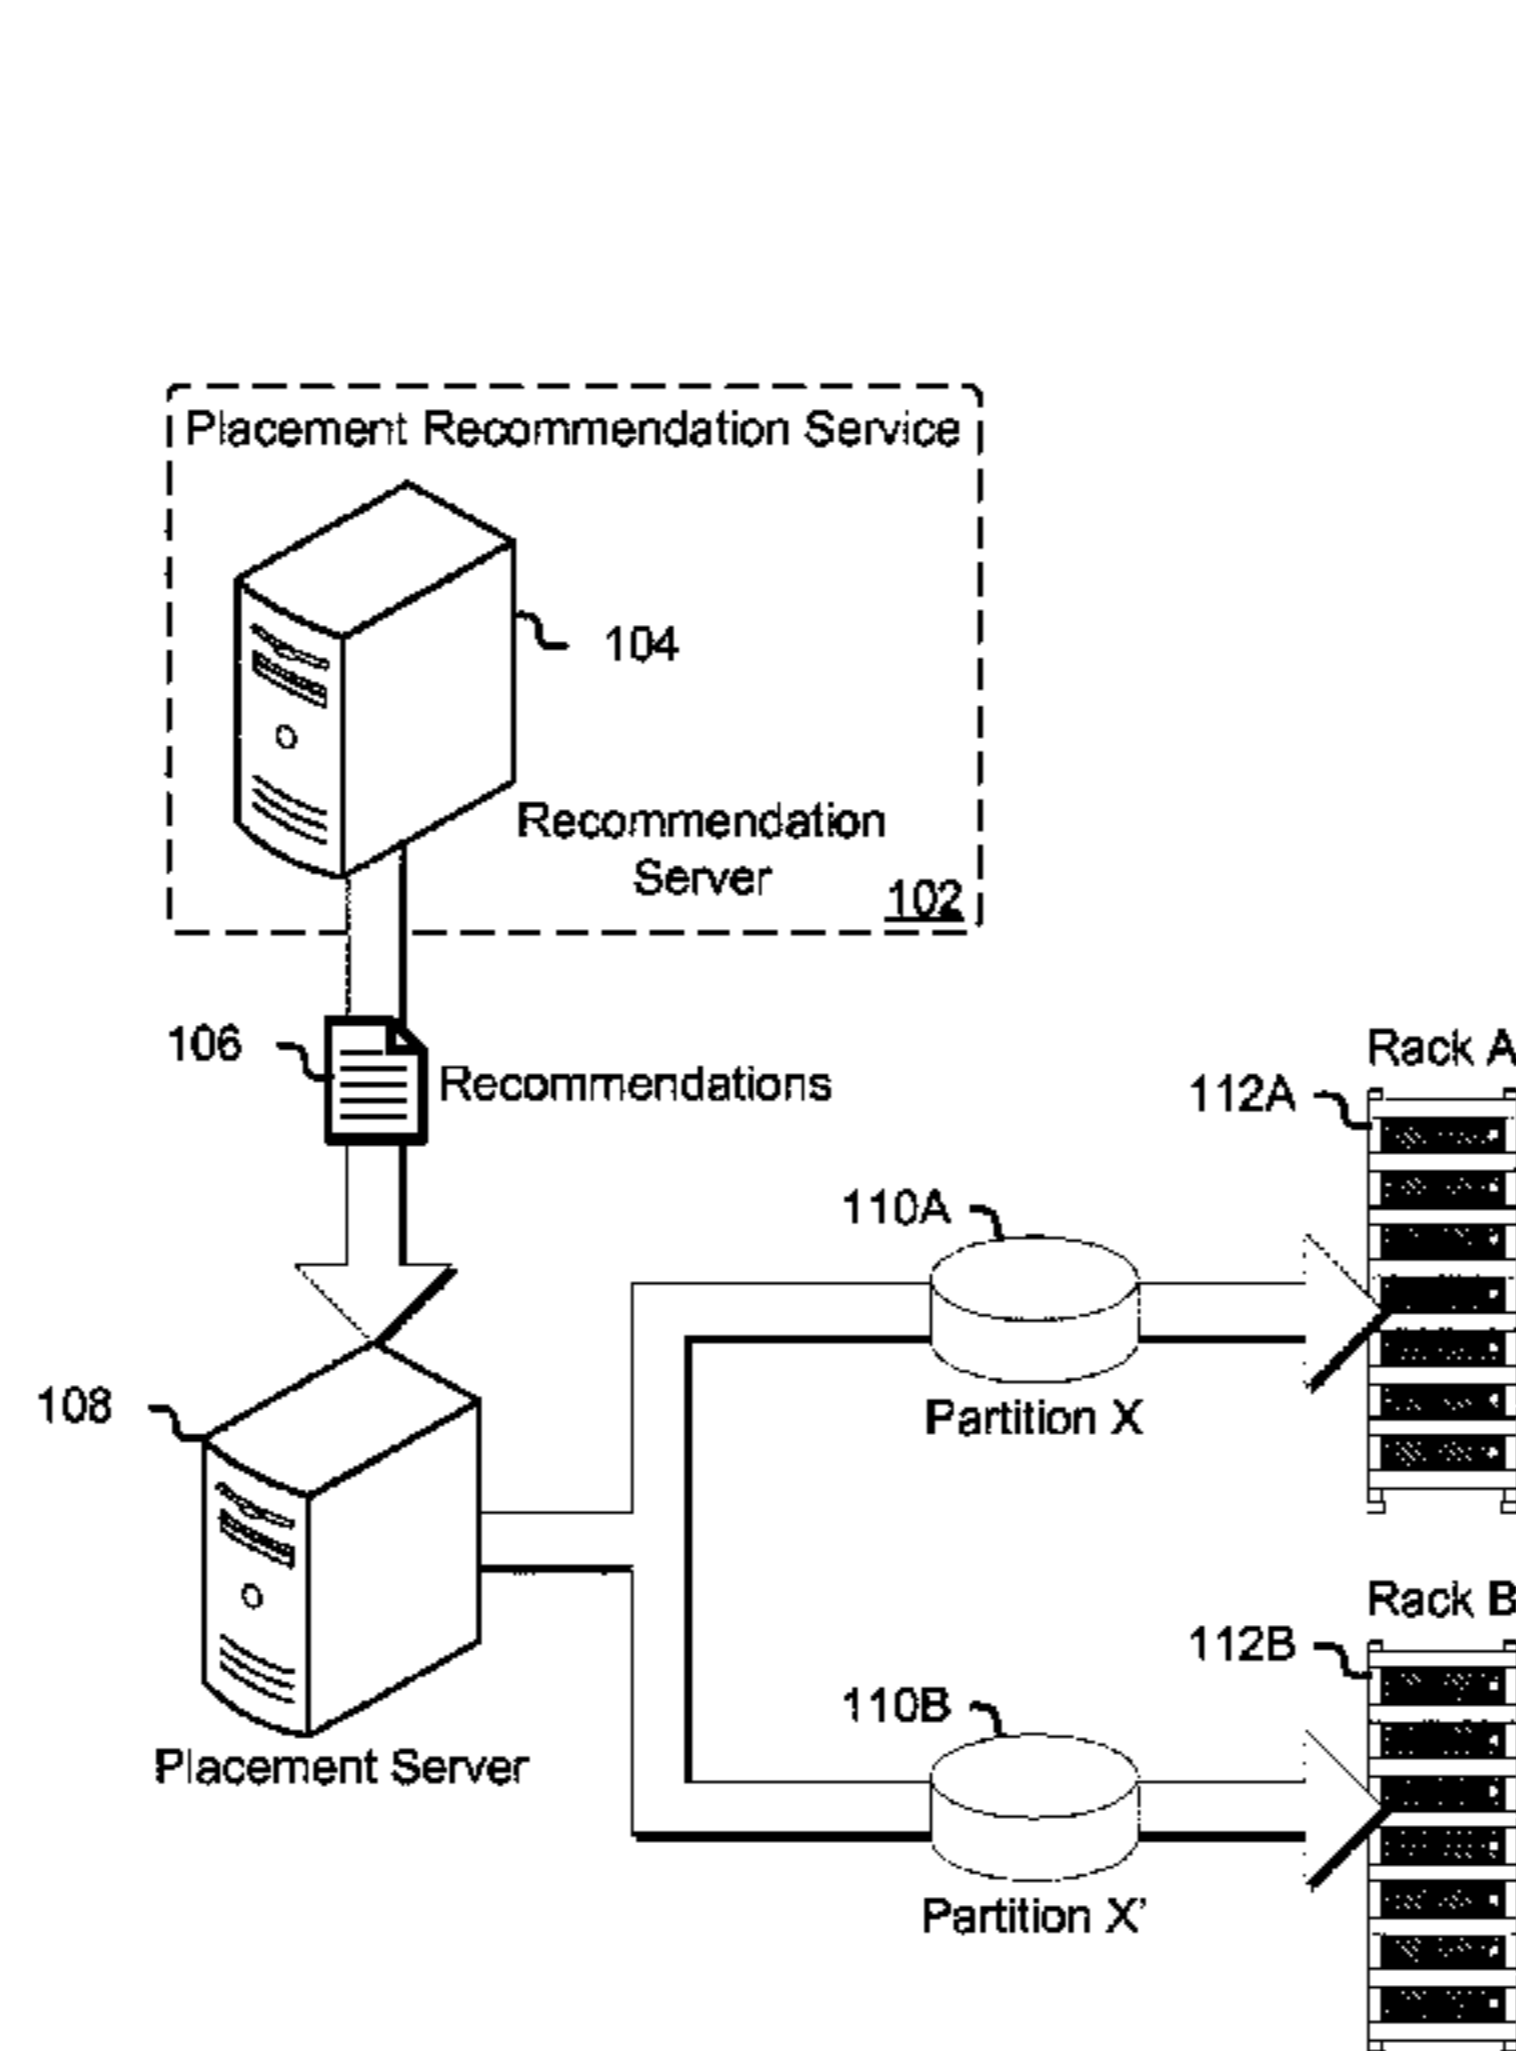 Placement Recommendation Service
104
Recommendation
Server
102
106
Recommendations
Rack A
112A
110A
Partition X
108
Placement Server
Rack B
112B
110B
Partition X'